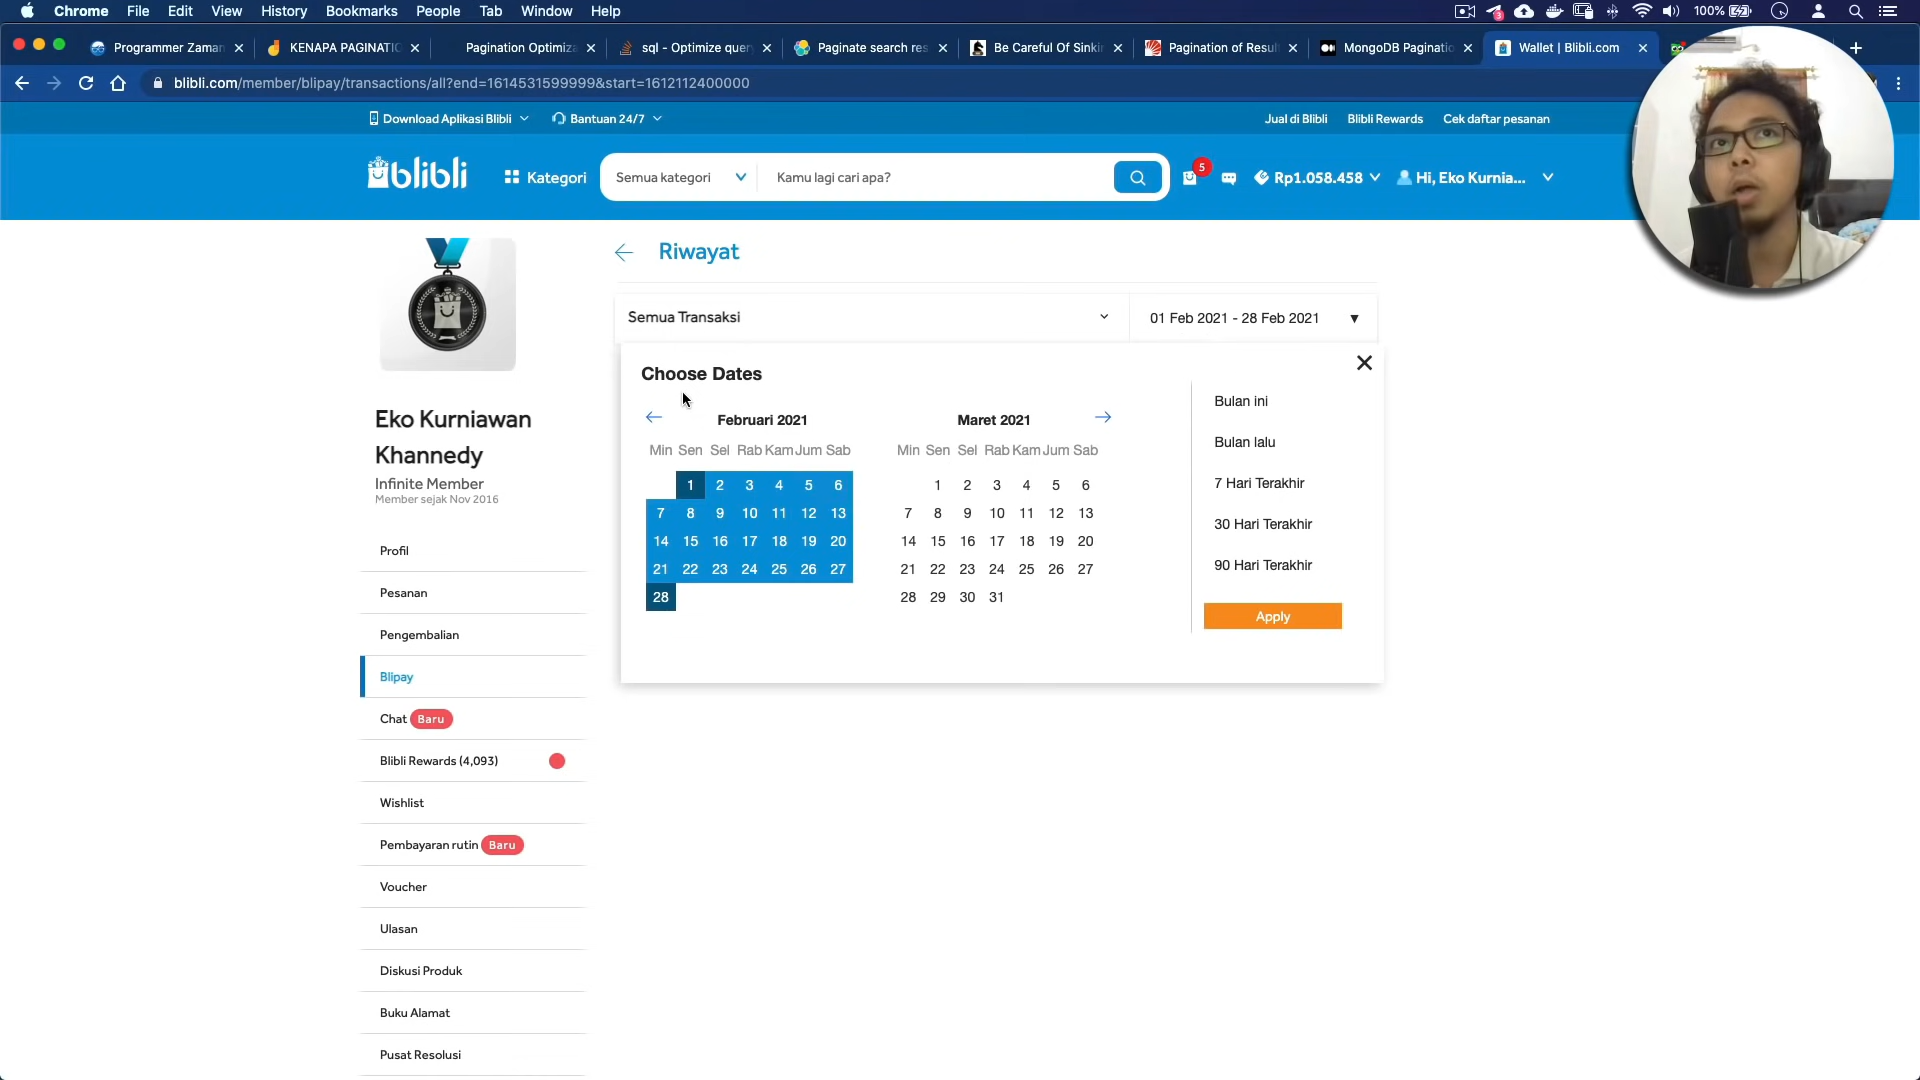 Chrome File Edit View History Bookmarks People Tab Window Help 3 100%
Programmer Zaman KENAPA PAGINATIO Pagination Optimiza sql - Optimize quer Paginate search res Be Careful Of Sinki Pagination of Resul MongoDB Paginatio Wallet | Blibli.com
blibli.com/member/blipay/transactions/all?end=1614531599999&start=1612112400000
Download Aplikasi Blibli Bantuan 24/7 Jual di Blibli Blibli Rewards Cek daftar pesanan
blibli Kategori Semua kategori Kamu lagi cari apa? 5 Rp1.058.458 Hi, Eko Kurnia...
Riwayat
Semua Transaksi 01 Feb 2021 - 28 Feb 2021
Choose Dates
Februari 2021 Maret 2021
Min Sen Sel Rab Kam Jum Sab Min Sen Sel Rab Kam Jum Sab
1 2 3 4 5 6 1 2 3 4 5 6
7 8 9 10 11 12 13 7 8 9 10 11 12 13
14 15 16 17 18 19 20 14 15 16 17 18 19 20
21 22 23 24 25 26 27 21 22 23 24 25 26 27
28 28 29 30 31
Bulan ini
Bulan lalu
7 Hari Terakhir
30 Hari Terakhir
90 Hari Terakhir
Apply
Eko Kurniawan
Khannedy
Infinite Member
Member sejak Nov 2016
Profil
Pesanan
Pengembalian
Blipay
Chat Baru
Blibli Rewards (4,093)
Wishlist
Pembayaran rutin Baru
Voucher
Ulasan
Diskusi Produk
Buku Alamat
Pusat Resolusi